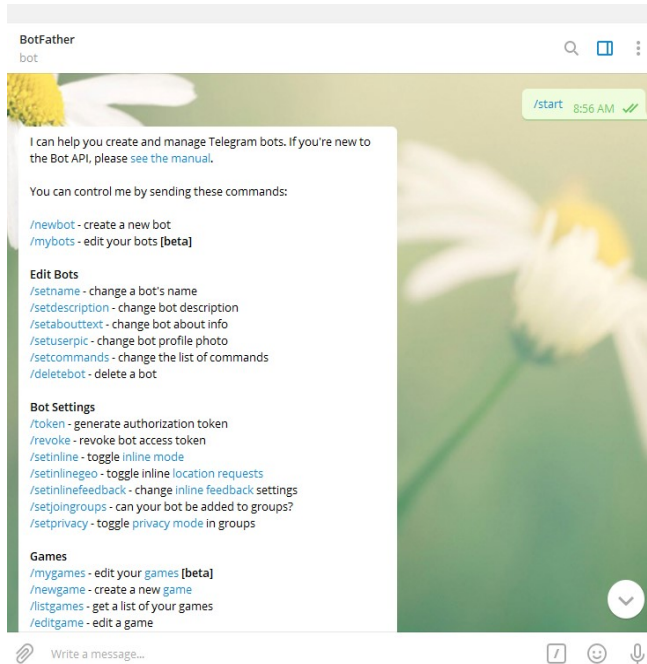 BotFather
bot
/start 8:56 AM
I can help you create and manage Telegram bots. If you're new to
the Bot API, please see the manual.
You can control me by sending these commands:
/newbot - create a new bot
/mybots - edit your bots [beta]
Edit Bots
/setname - change a bot's name
/setdescription - change bot description
/setabouttext - change bot about info
/setuserpic - change bot profile photo
/setcommands - change the list of commands
/deletebot - delete a bot
Bot Settings
/token - generate authorization token
/revoke - revoke bot access token
/setinline - toggle inline mode
/setinlinegeo - toggle inline location requests
/setinlinefeedback - change inline feedback settings
/setjoingroups - can your bot be added to groups?
/setprivacy - toggle privacy mode in groups
Games
/mygames - edit your games [beta]
/newgame - create a new game
/listgames - get a list of your games
/editgame - edit a game
Write a message...